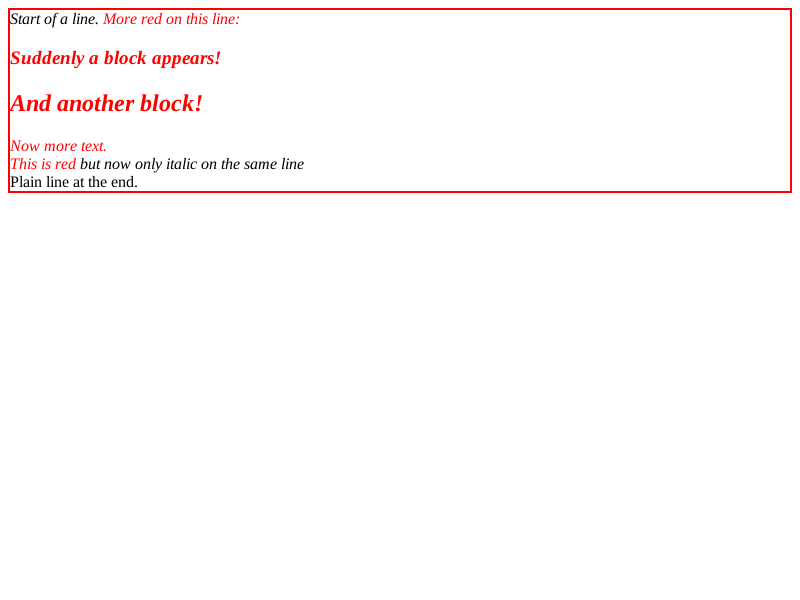 Start of a line. More red on this line:
Suddenly a block appears!
And another block!
Now more text.
This is red but now only italic on the same line
Plain line at the end.